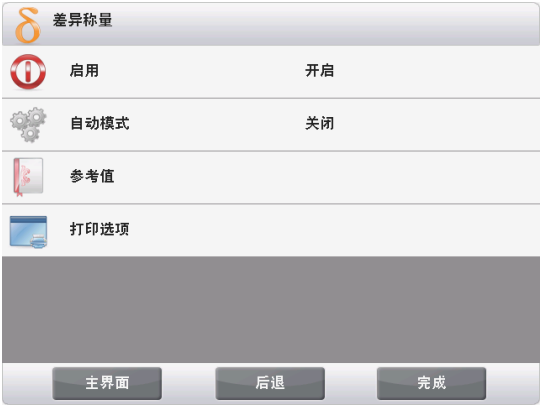 差异称量
启用 开启
自动模式 关闭
参考值
打印选项
主界面 后退 完成